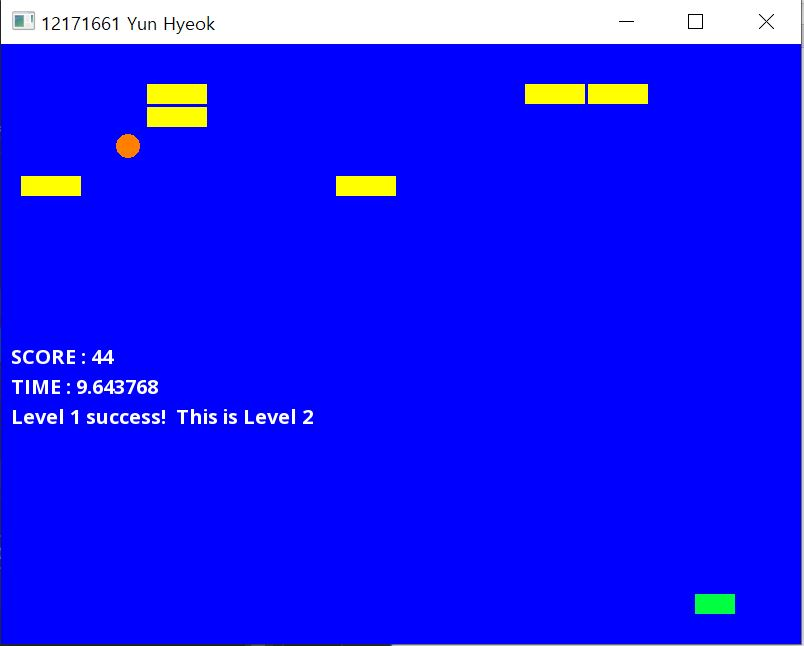 12171661 Yun Hyeok
SCORE : 44
TIME : 9.643768
Level 1 success!  This is Level 2